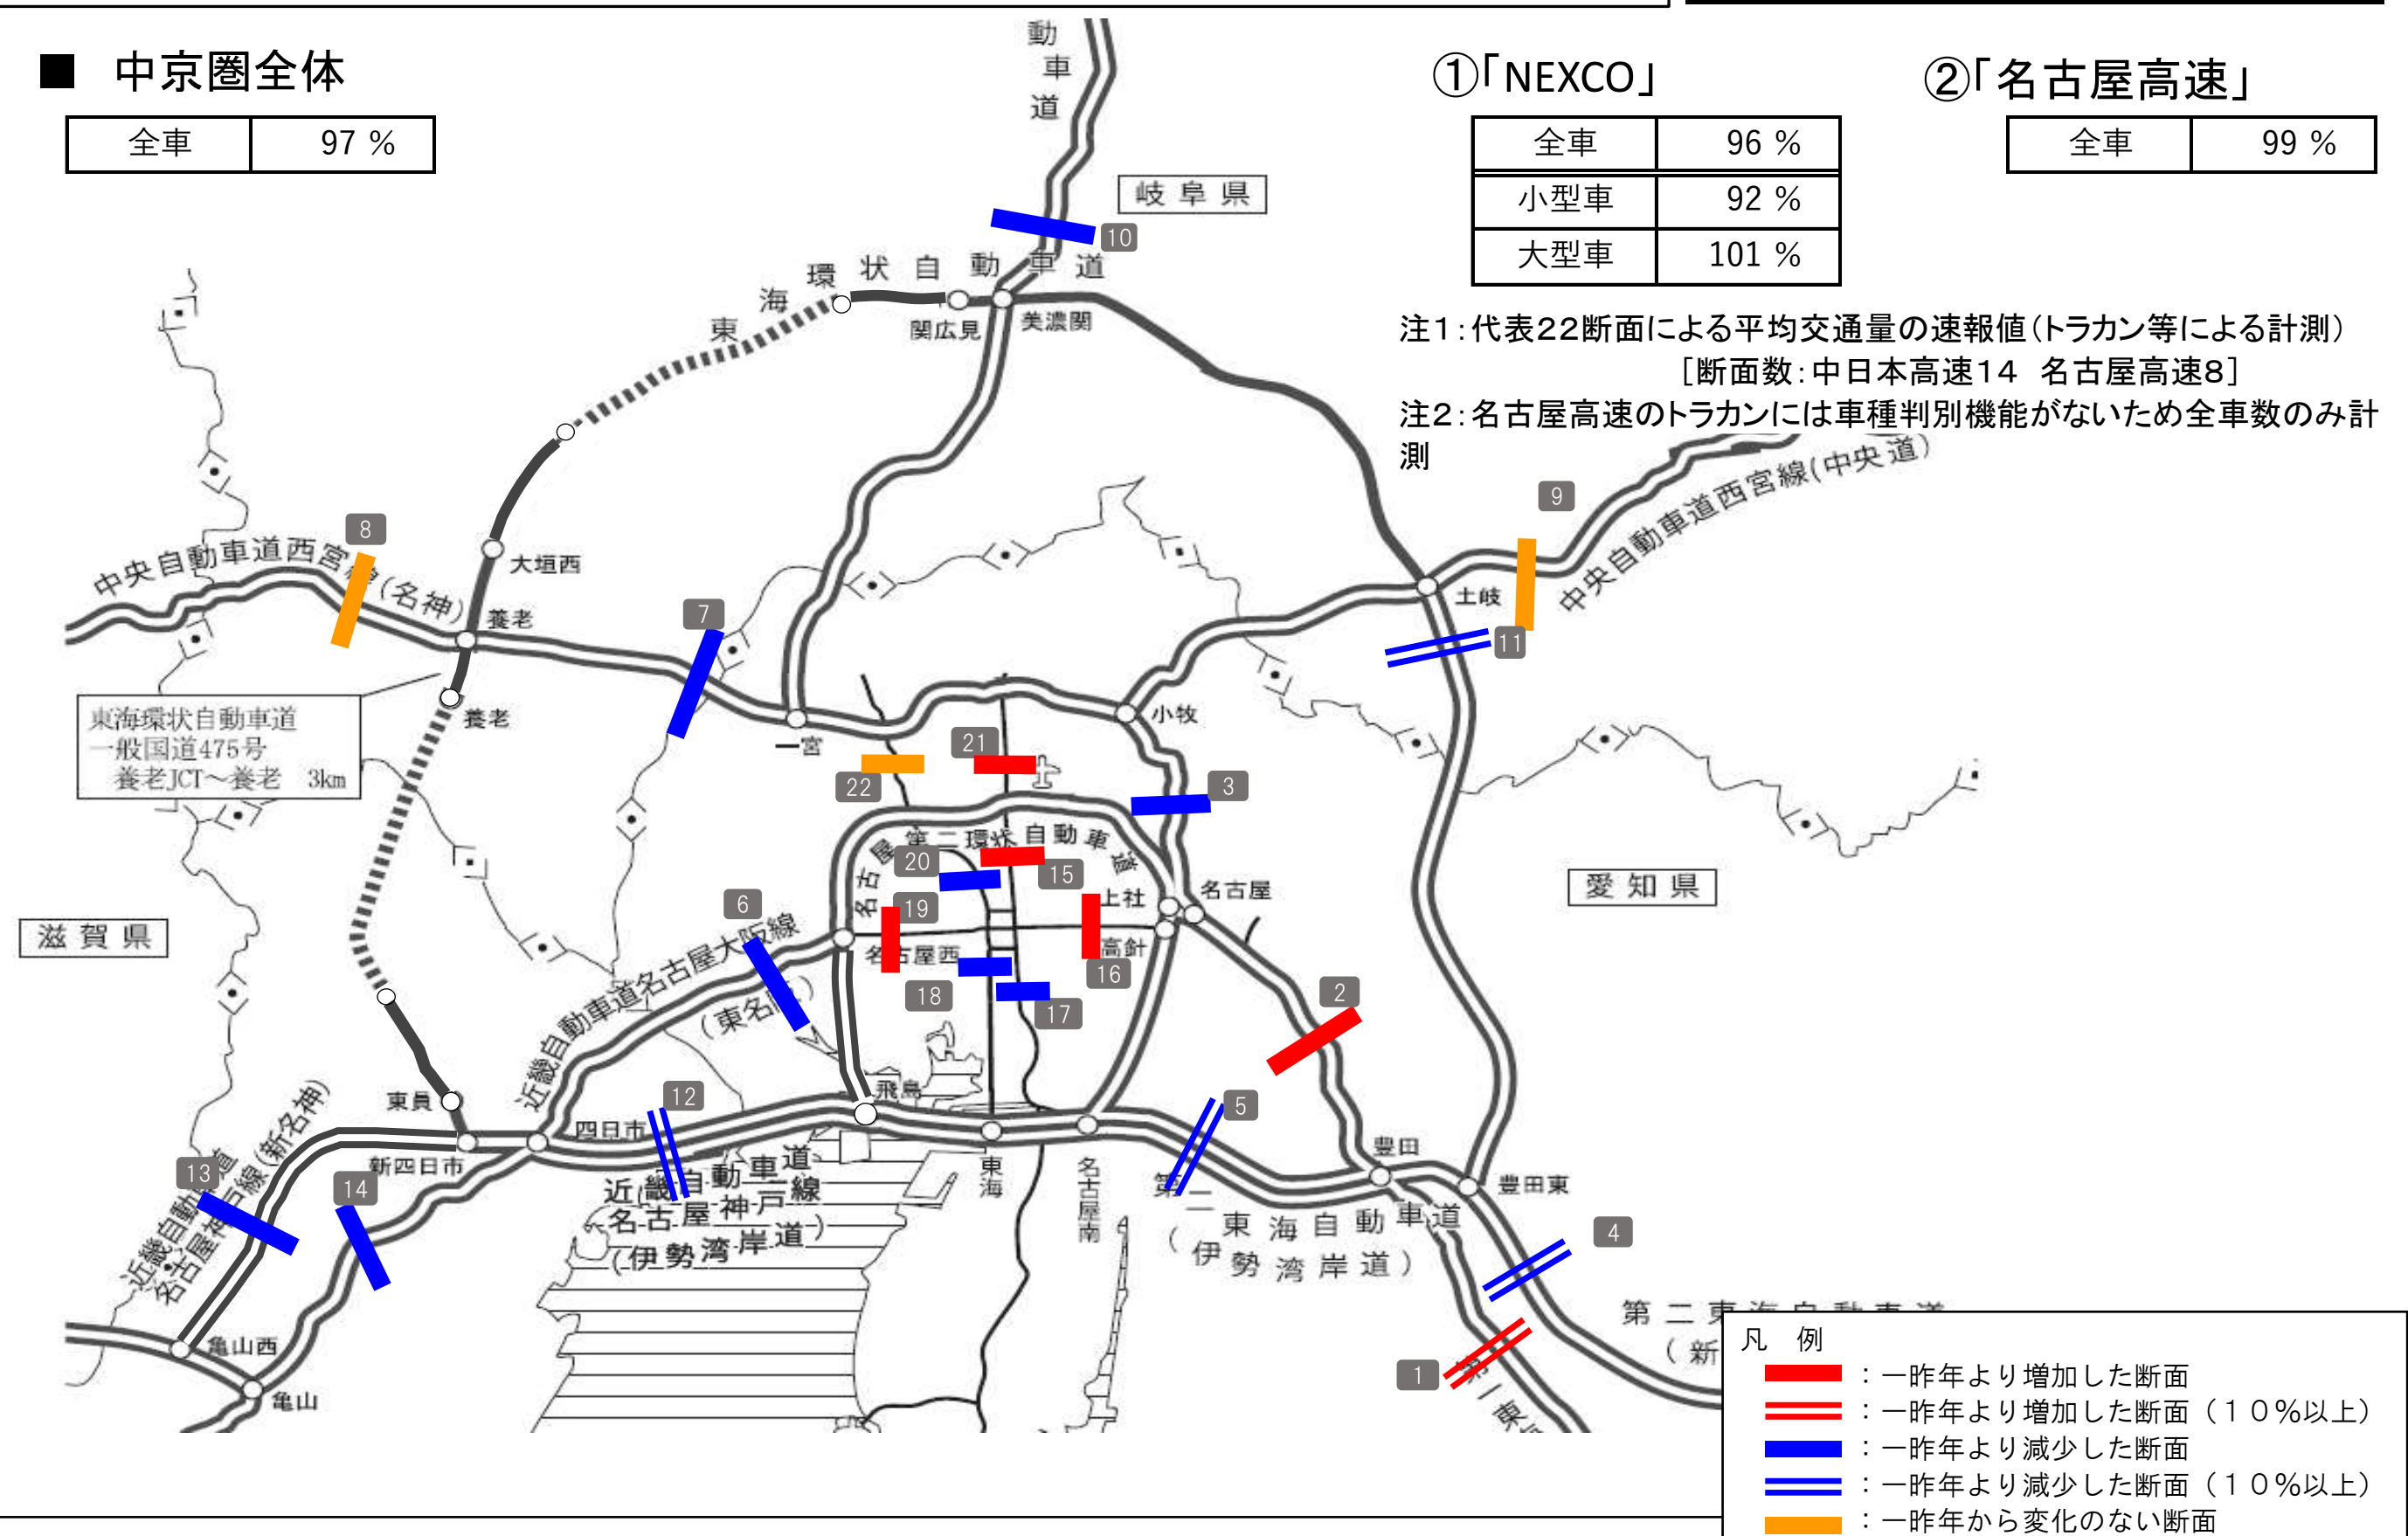 ■ 中京圏全体
全車 97 %
①「NEXCO」
全車 96 %
小型車 92 %
大型車 101 %
②「名古屋高速」
全車 99 %
注1：代表22断面による平均交通量の速報値（トラカン等による計測）
［断面数：中日本高速14 名古屋高速8］
注2：名古屋高速のトラカンには車種判別機能がないため全車数のみ計
測
動車道
岐阜県
10
東海環状自動車道
関広見
美濃関
9
中央自動車道西宮線(中央道)
8
中央自動車道西宮線(名神)
大垣西
養老
7
土岐
11
養老
東海環状自動車道
一般国道475号
養老JCT～養老 3km
一宮
小牧
21
22
3
名古屋第二環状自動車道
20
15
上社
名古屋
愛知県
19
6
滋賀県
名古屋西
高針
16
18
17
近畿自動車道名古屋大阪線
(東名阪)
2
飛島
東員
12
5
四日市
新四日市
豊田
豊田東
13
14
近畿自動車道
名古屋神戸線(新名神)
近畿自動車道
名古屋神戸線
(伊勢湾岸道)
東海
名古屋南
第二東海自動車道
(伊勢湾岸道)
4
亀山西
亀山
1
第一東
第二東海自動車道
(新
凡 例
：一昨年より増加した断面
：一昨年より増加した断面（１０％以上）
：一昨年より減少した断面
：一昨年より減少した断面（１０％以上）
：一昨年から変化のない断面